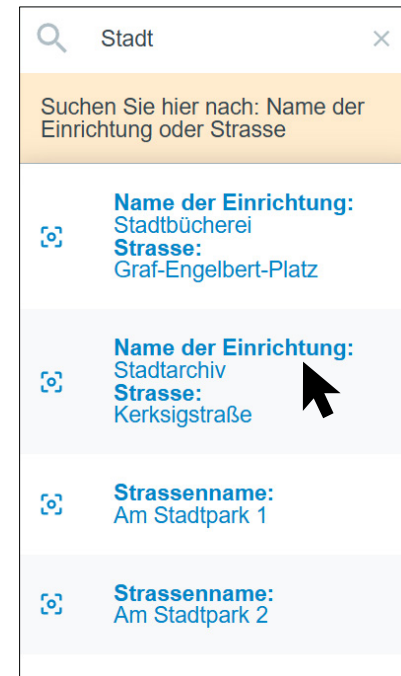 Stadt
Suchen Sie hier nach: Name der
Einrichtung oder Strasse
Name der Einrichtung:
Stadtbücherei
Strasse:
Graf-Engelbert-Platz
Name der Einrichtung:
Stadtarchiv
Strasse:
Kerksigstraße
Strassenname:
Am Stadtpark 1
Strassenname:
Am Stadtpark 2